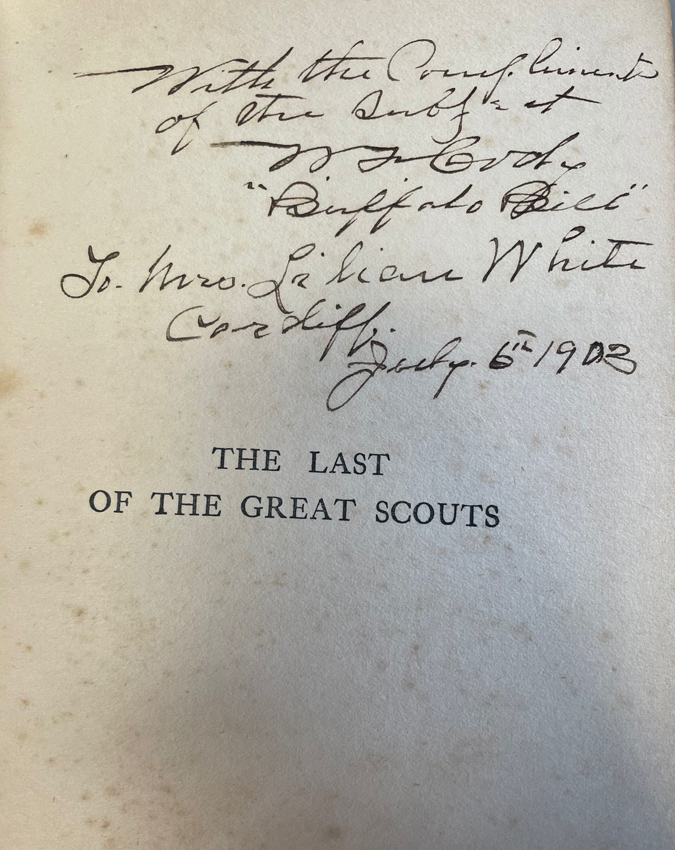 With the Compliments
of the Subject
W F Cody
"Buffalo Bill"
To. Mrs. Lilian White
Cardiff.
July. 6th 1903
THE LAST
OF THE GREAT SCOUTS